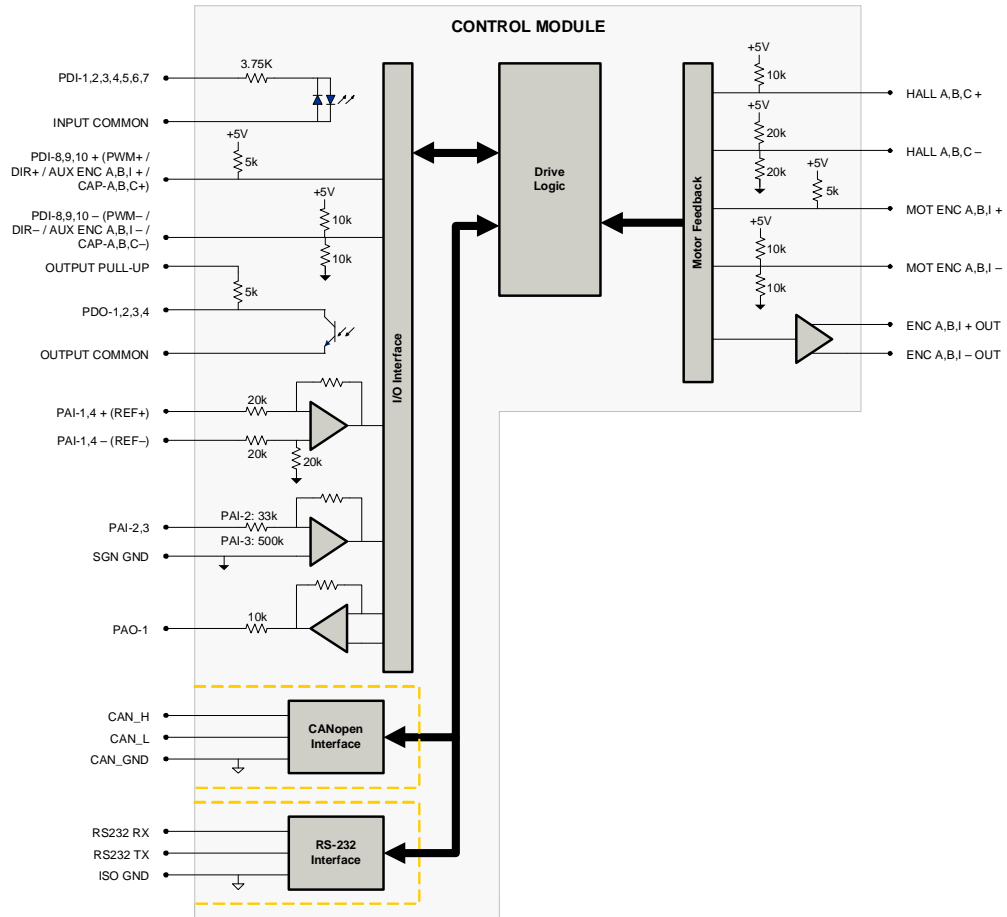 CONTROL MODULE
PDI-1,2,3,4,5,6,7
3.75K
INPUT COMMON
+5V
5k
PDI-8,9,10 + (PWM+ /
DIR+ / AUX ENC A,B,I + /
CAP-A,B,C+)
+5V
10k
10k
PDI-8,9,10 – (PWM– /
DIR– / AUX ENC A,B,I – /
CAP-A,B,C–)
OUTPUT PULL-UP
5k
PDO-1,2,3,4
OUTPUT COMMON
PAI-1,4 + (REF+)
20k
PAI-1,4 – (REF–)
20k
20k
PAI-2,3
PAI-2: 33k
PAI-3: 500k
SGN GND
PAO-1
10k
I/O Interface
Drive
Logic
Motor Feedback
+5V
10k
HALL A,B,C +
+5V
20k
20k
HALL A,B,C –
+5V
5k
MOT ENC A,B,I +
+5V
10k
10k
MOT ENC A,B,I –
ENC A,B,I + OUT
ENC A,B,I – OUT
CAN_H
CAN_L
CAN_GND
CANopen
Interface
RS232 RX
RS232 TX
ISO GND
RS-232
Interface